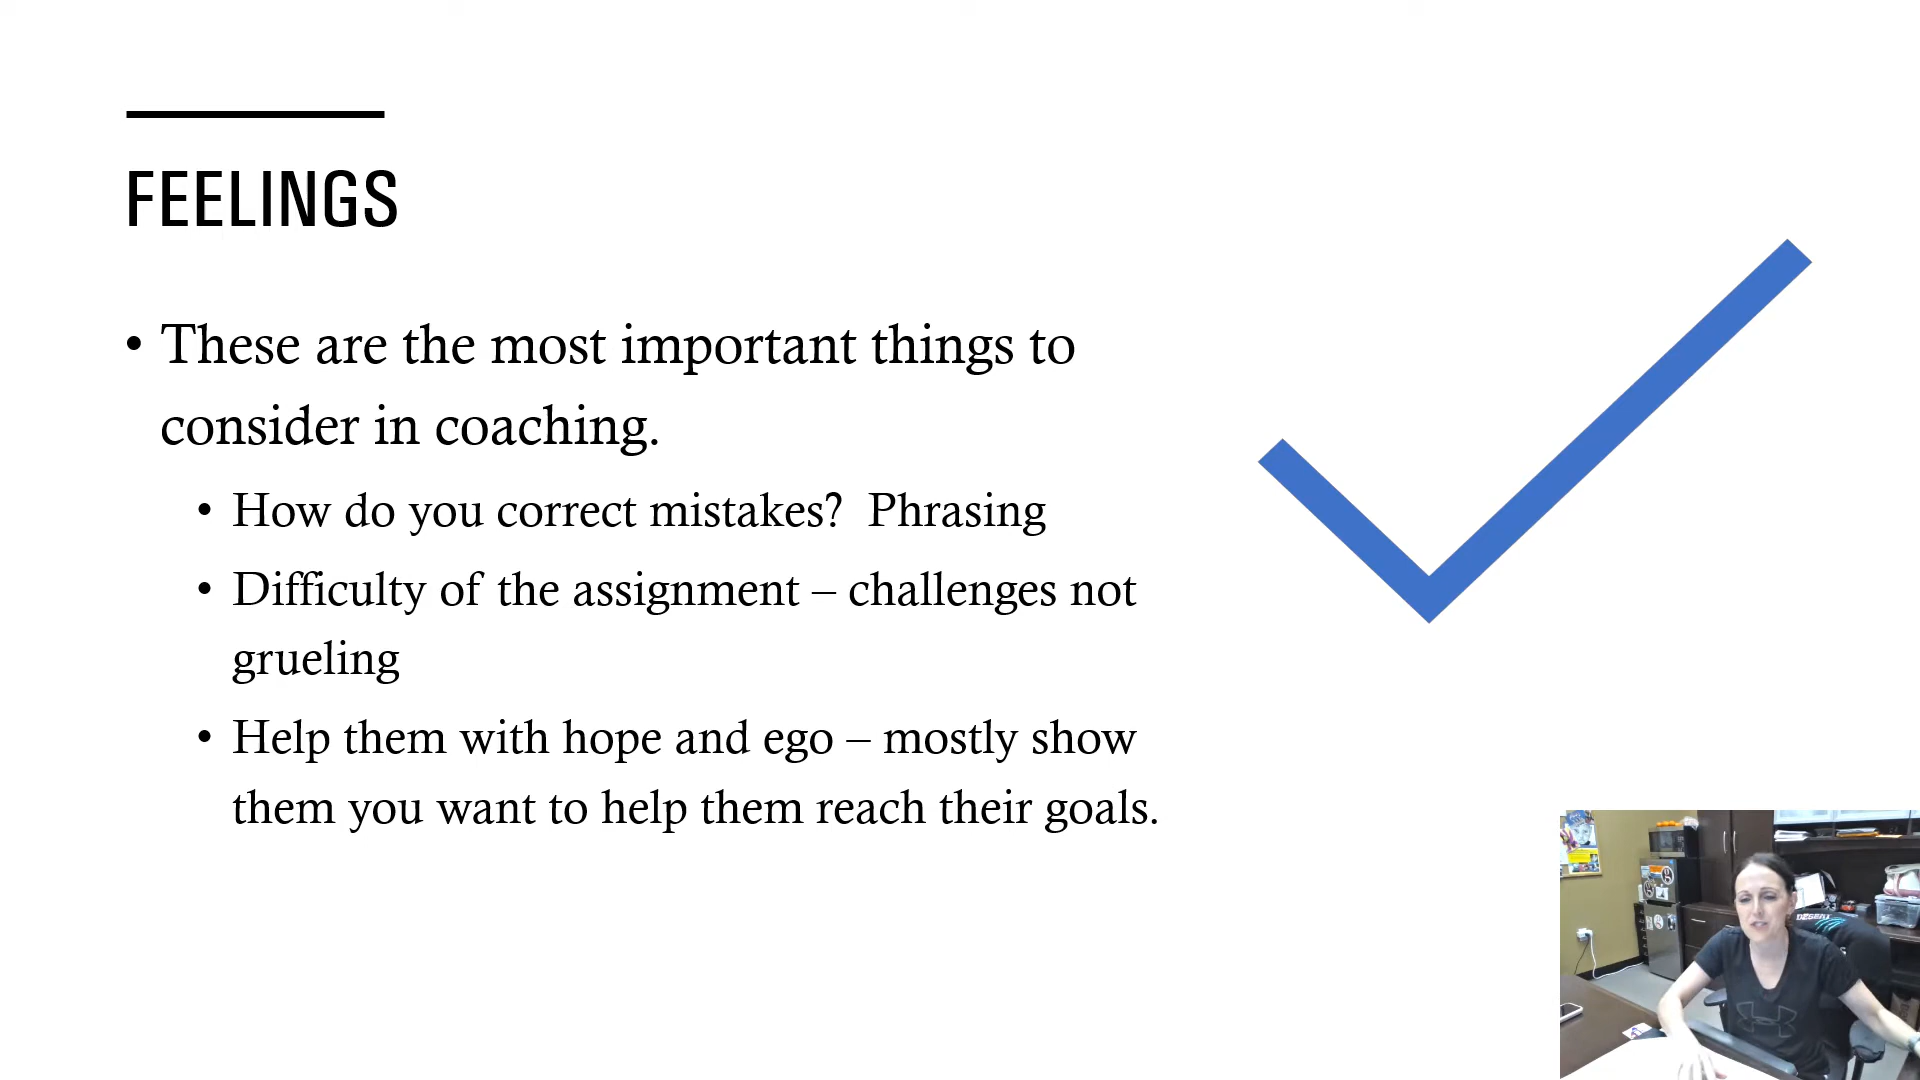 FEELINGS
• These are the most important things to
consider in coaching.
• How do you correct mistakes?  Phrasing
• Difficulty of the assignment – challenges not
grueling
• Help them with hope and ego – mostly show
them you want to help them reach their goals.
DESERT